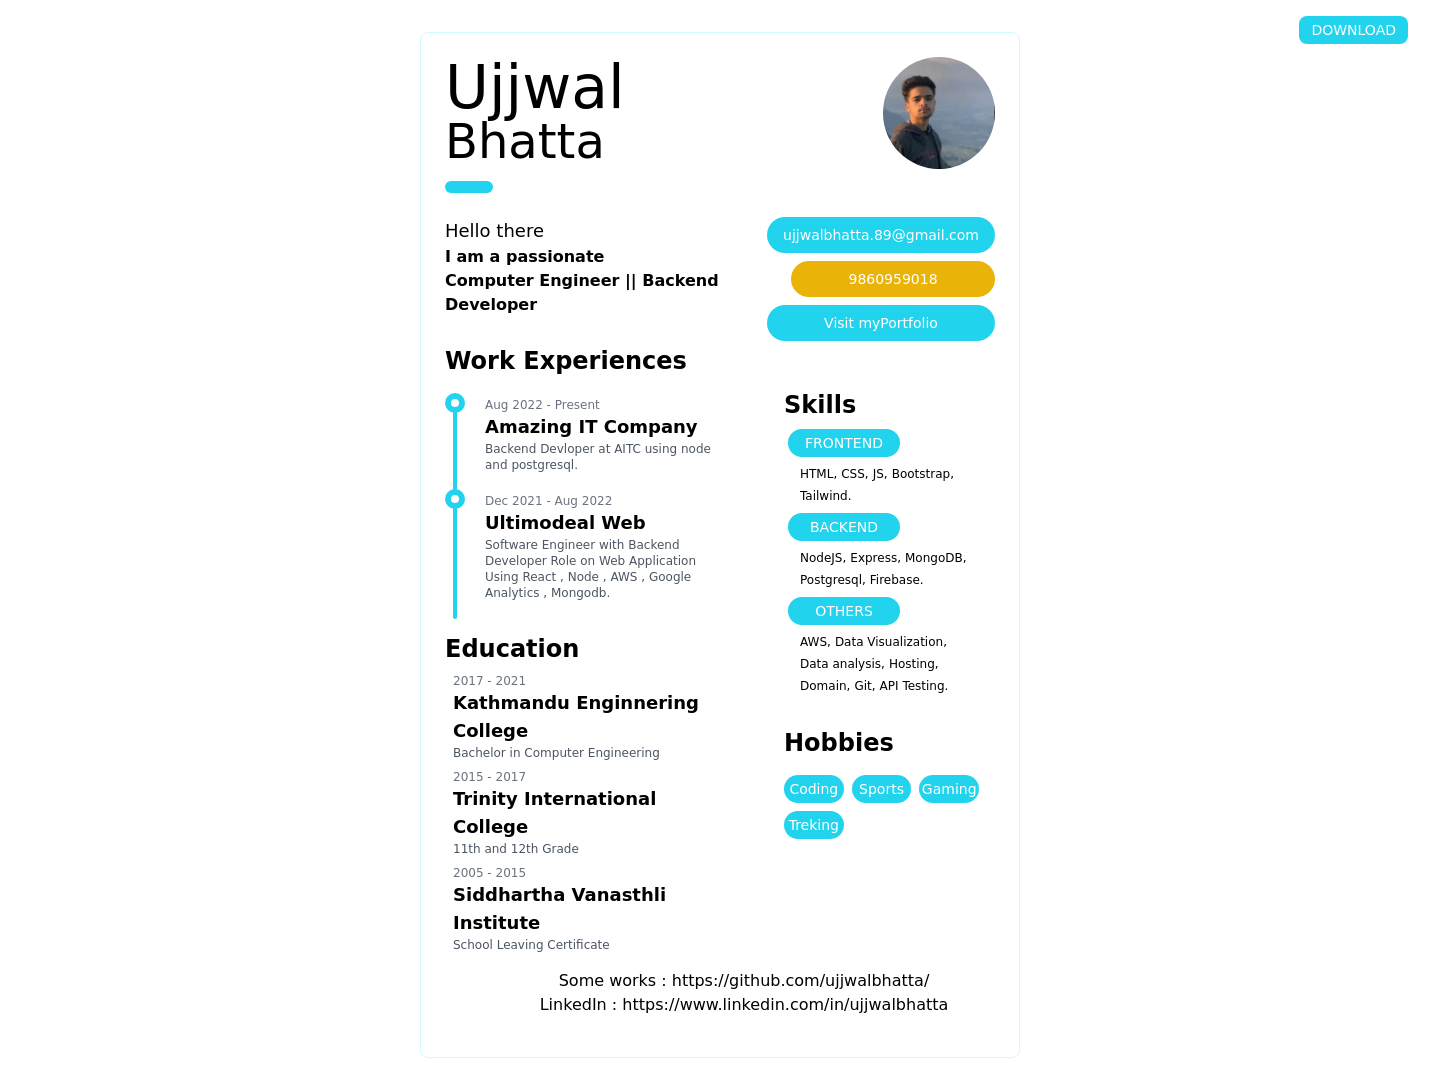 DOWNLOAD
Ujjwal
Bhatta
Hello there
I am a passionate
Computer Engineer || Backend
Developer
ujjwalbhatta.89@gmail.com
9860959018
Visit myPortfolio
Work Experiences
Aug 2022 - Present
Amazing IT Company
Backend Devloper at AITC using node
and postgresql.
Dec 2021 - Aug 2022
Ultimodeal Web
Software Engineer with Backend
Developer Role on Web Application
Using React , Node , AWS , Google
Analytics , Mongodb.
Education
2017 - 2021
Kathmandu Enginnering
College
Bachelor in Computer Engineering
2015 - 2017
Trinity International
College
11th and 12th Grade
2005 - 2015
Siddhartha Vanasthli
Institute
School Leaving Certificate
Skills
FRONTEND
HTML, CSS, JS, Bootstrap,
Tailwind.
BACKEND
NodeJS, Express, MongoDB,
Postgresql, Firebase.
OTHERS
AWS, Data Visualization,
Data analysis, Hosting,
Domain, Git, API Testing.
Hobbies
Coding Sports Gaming
Treking
Some works : https://github.com/ujjwalbhatta/
LinkedIn : https://www.linkedin.com/in/ujjwalbhatta